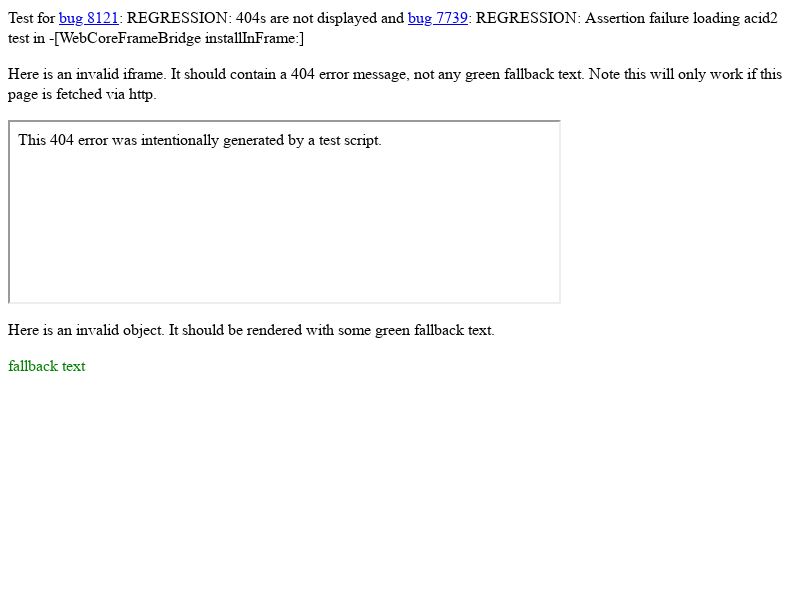 Test for bug 8121: REGRESSION: 404s are not displayed and bug 7739: REGRESSION: Assertion failure loading acid2
test in -[WebCoreFrameBridge installInFrame:]
Here is an invalid iframe. It should contain a 404 error message, not any green fallback text. Note this will only work if this
page is fetched via http.
This 404 error was intentionally generated by a test script.
Here is an invalid object. It should be rendered with some green fallback text.
fallback text